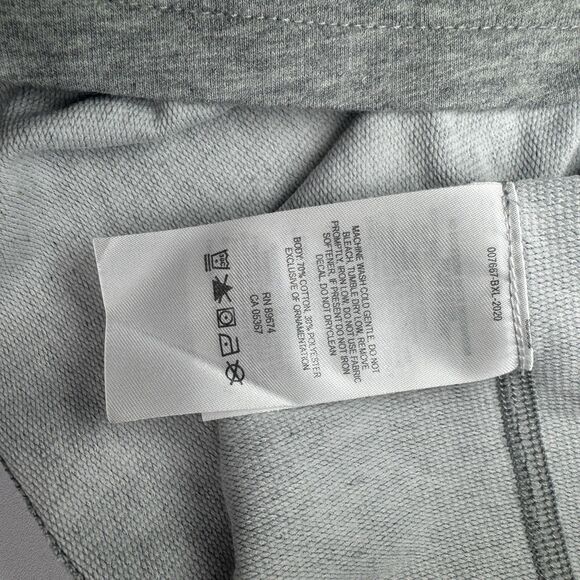 007667-BXL-2020
MACHINE WASH COLD GENTLE. DO NOT
BLEACH, TUMBLE DRY LOW. REMOVE
PROMPTLY, IRON LOW DO NOT USE FABRIC
SOFTENER. IF PRESENT DO NOT IRON
DECAL. DO NOT DRYCLEAN
BODY: 70% COTTON, 30% POLYESTER
EXCLUSIVE OF ORNAMENTATION
RN 89674
CA 06367